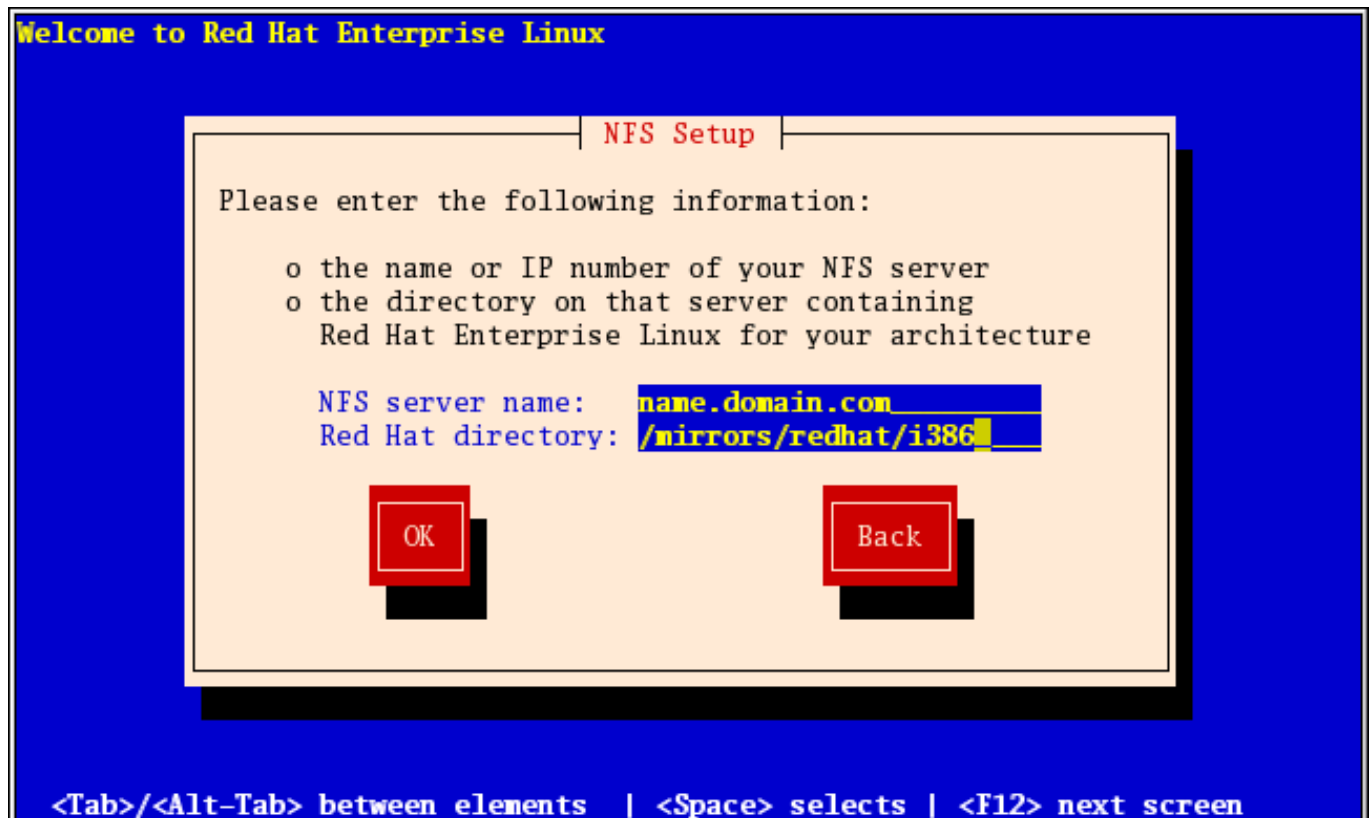 Welcome to Red Hat Enterprise Linux
NFS Setup
Please enter the following information:
o the name or IP number of your NFS server
o the directory on that server containing
Red Hat Enterprise Linux for your architecture
NFS server name: name.domain.com_________
Red Hat directory: /mirrors/redhat/i386____
OK Back
<Tab>/<Alt-Tab> between elements | <Space> selects | <F12> next screen